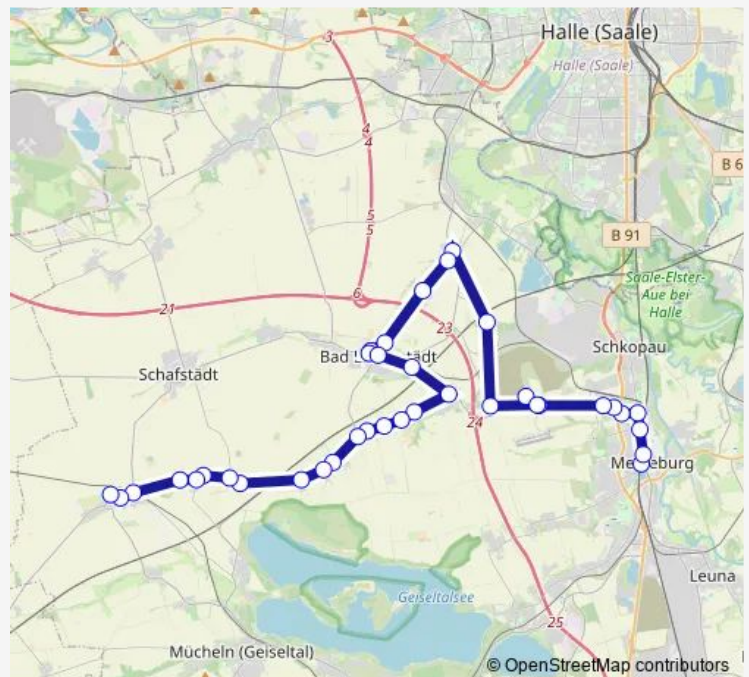 Halle (Saale)
3
Halle (Saale)
4
4
B 6
5
5
B 91
Saale-Elster-
Aue bei
Halle
6
21
23
Schkopau
Schafstädt
24
Leuna
Geiseltalsee
25
Mücheln (Geiseltal)
© OpenStreetMap contributors